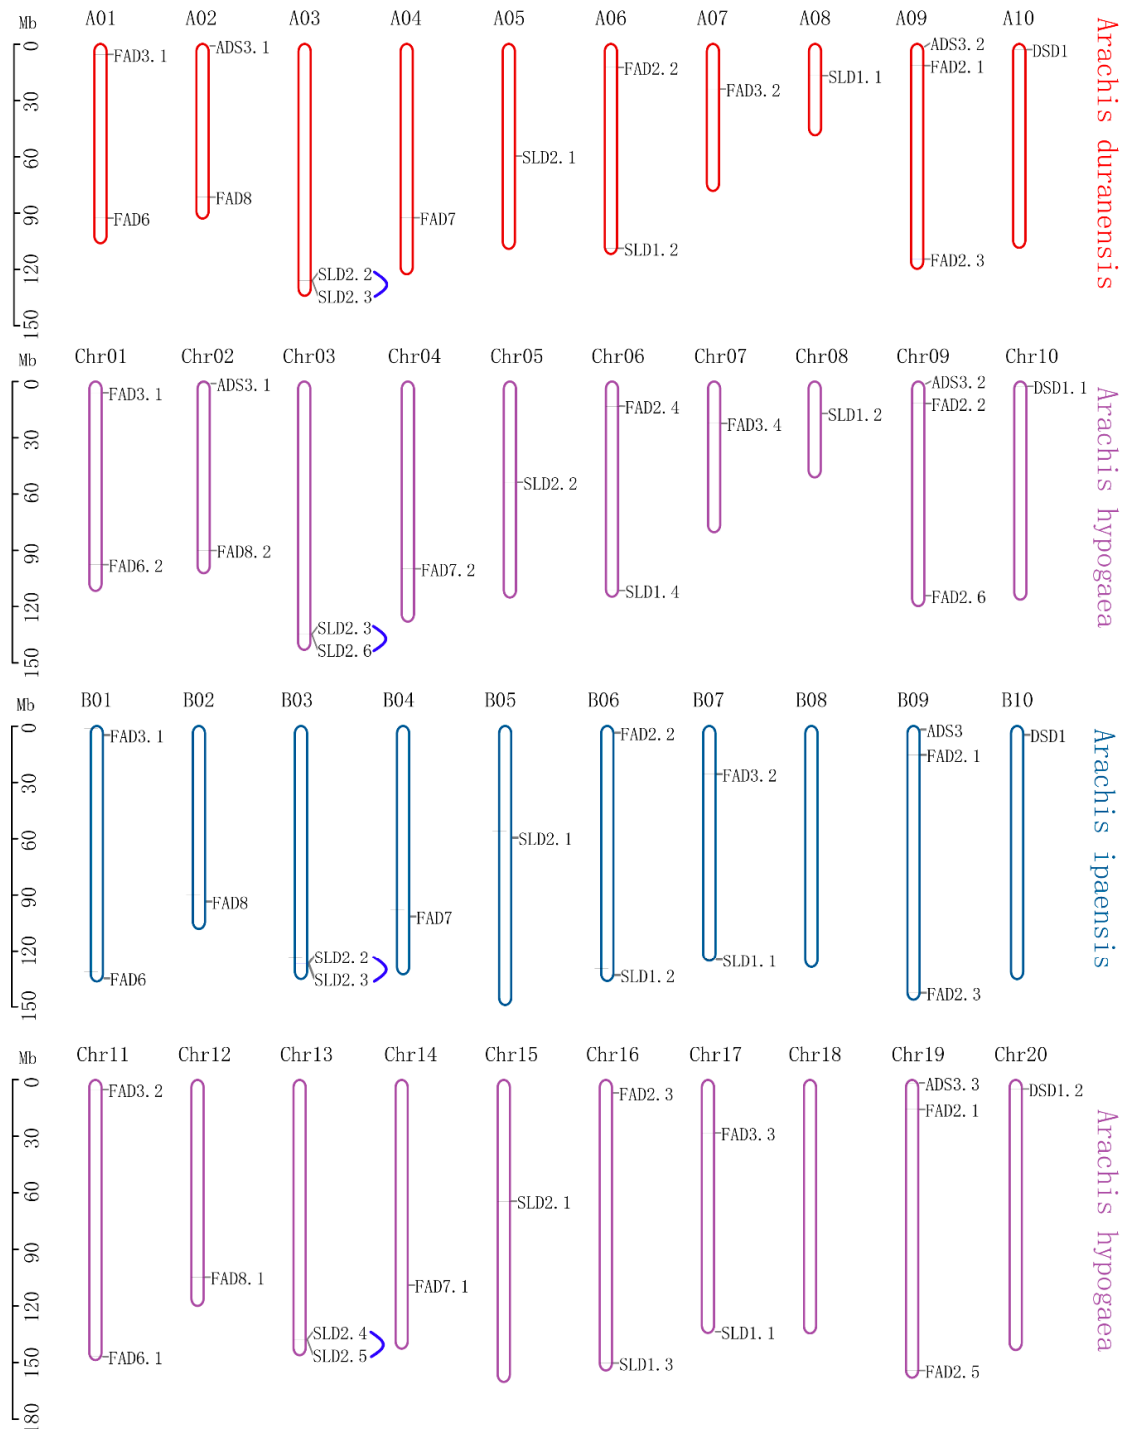 Mb A01 A02 A03 A04 A05 A06 A07 A08 A09 A10
0 30 60 90 120 150
FAD3.1
FAD6
ADS3.1
FAD8
SLD2.2
SLD2.3
FAD7
SLD2.1
FAD2.2
SLD1.2
FAD3.2
SLD1.1
ADS3.2
FAD2.1
FAD2.3
DSD1
Arachis duranensis
Mb Chr01 Chr02 Chr03 Chr04 Chr05 Chr06 Chr07 Chr08 Chr09 Chr10
0 30 60 90 120 150
FAD3.1
FAD6.2
ADS3.1
FAD8.2
SLD2.3
SLD2.6
FAD7.2
SLD2.2
FAD2.4
SLD1.4
FAD3.4
SLD1.2
ADS3.2
FAD2.2
FAD2.6
DSD1.1
Arachis hypogaea
Mb B01 B02 B03 B04 B05 B06 B07 B08 B09 B10
0 30 60 90 120 150
FAD3.1
FAD6
FAD8
SLD2.2
SLD2.3
FAD7
SLD2.1
FAD2.2
SLD1.2
FAD3.2
SLD1.1
ADS3
FAD2.1
FAD2.3
DSD1
Arachis ipaensis
Mb Chr11 Chr12 Chr13 Chr14 Chr15 Chr16 Chr17 Chr18 Chr19 Chr20
0 30 60 90 120 150 180
FAD3.2
FAD6.1
FAD8.1
SLD2.4
SLD2.5
FAD7.1
SLD2.1
FAD2.3
SLD1.3
FAD3.3
SLD1.1
ADS3.3
FAD2.1
FAD2.5
DSD1.2
Arachis hypogaea